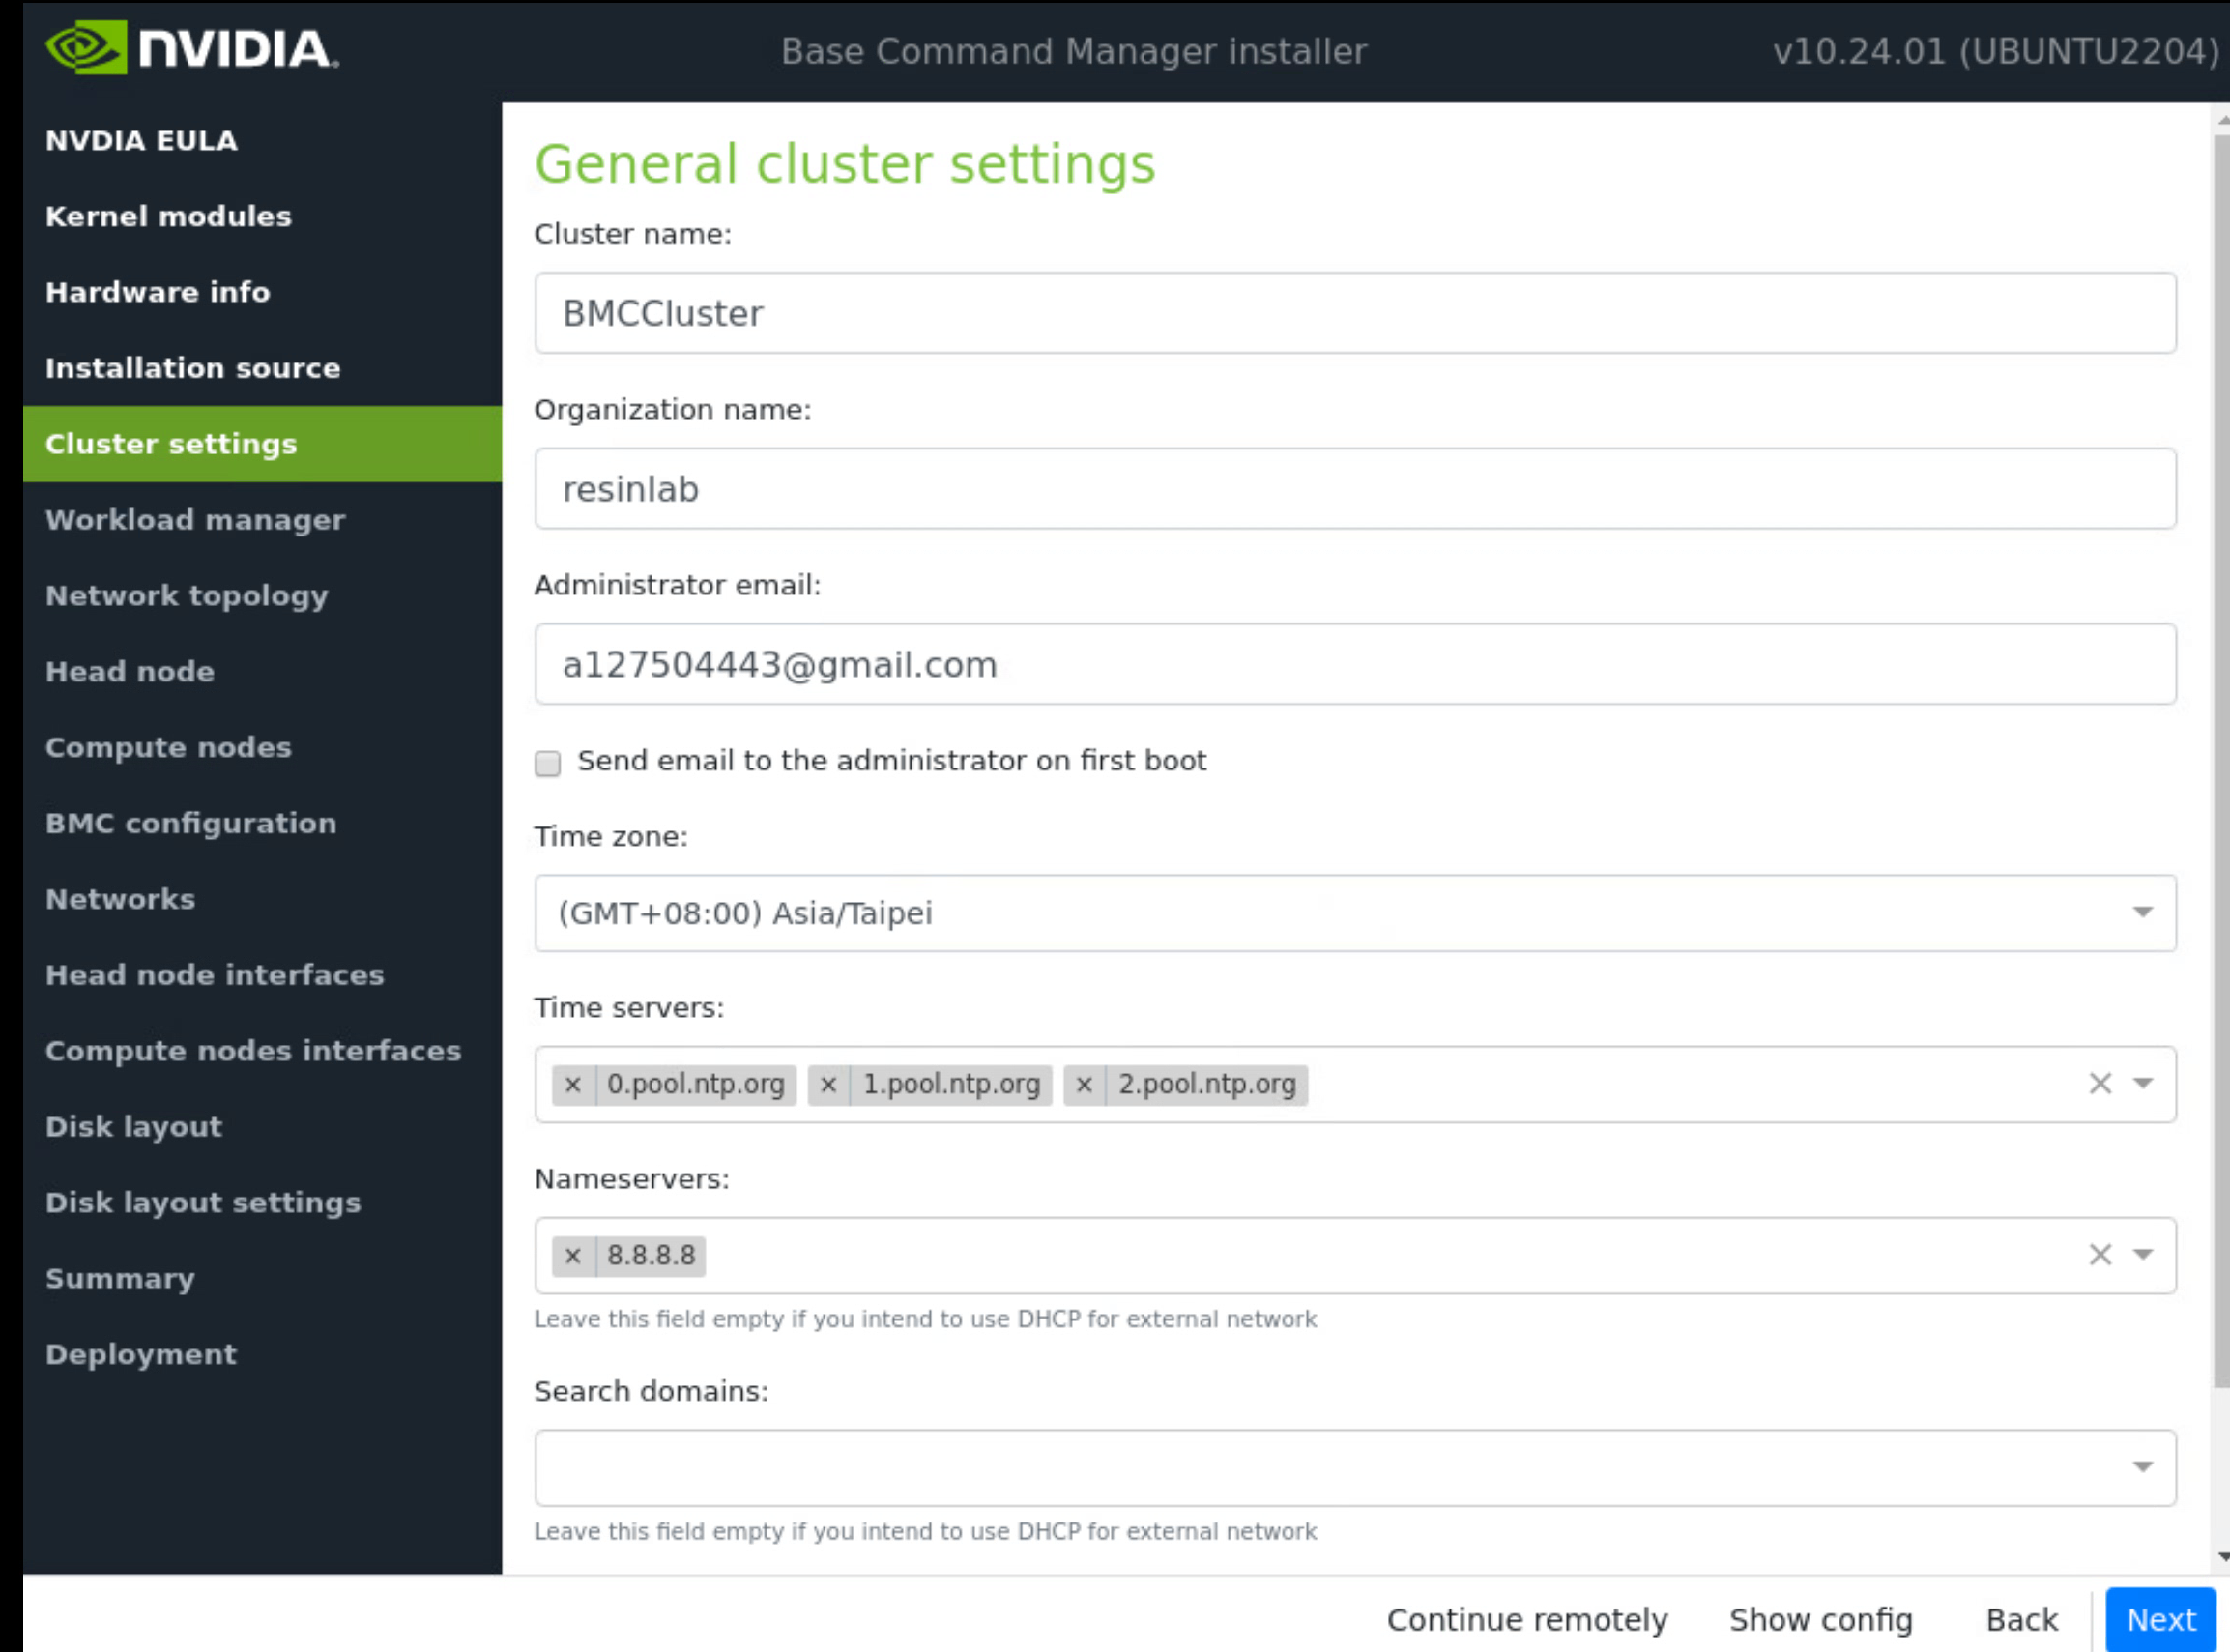 NVIDIA.
Base Command Manager installer
v10.24.01 (UBUNTU2204)
NVDIA EULA
Kernel modules
Hardware info
Installation source
Cluster settings
Workload manager
Network topology
Head node
Compute nodes
BMC configuration
Networks
Head node interfaces
Compute nodes interfaces
Disk layout
Disk layout settings
Summary
Deployment
General cluster settings
Cluster name:
BMCCluster
Organization name:
resinlab
Administrator email:
a127504443@gmail.com
Send email to the administrator on first boot
Time zone:
(GMT+08:00) Asia/Taipei
Time servers:
× 0.pool.ntp.org × 1.pool.ntp.org × 2.pool.ntp.org ×
Nameservers:
× 8.8.8.8 ×
Leave this field empty if you intend to use DHCP for external network
Search domains:
Leave this field empty if you intend to use DHCP for external network
Continue remotely Show config Back Next